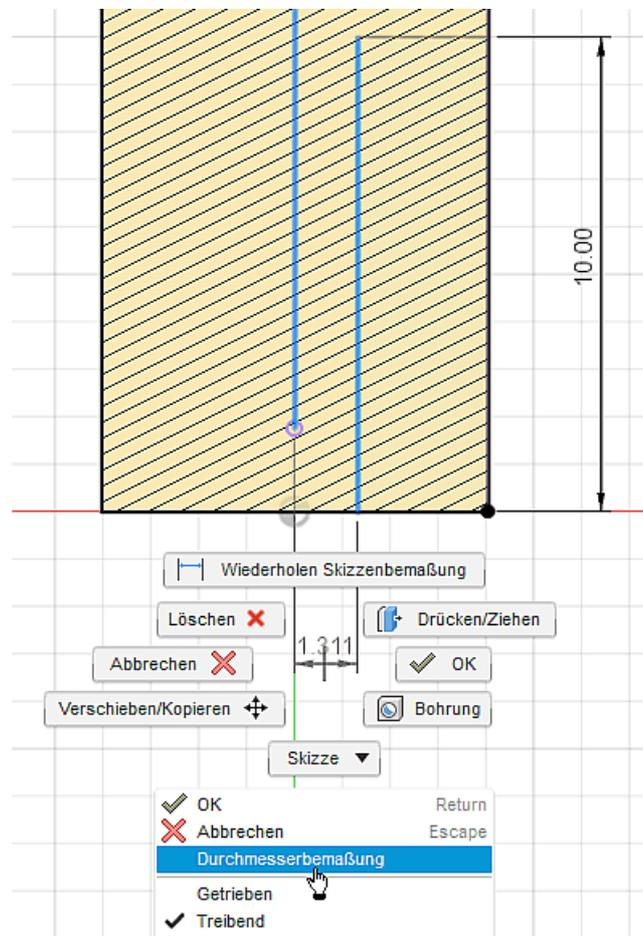 10.00
Wiederholen Skizzenbemaßung
Löschen
Drücken/Ziehen
1.311
Abbrechen
OK
Verschieben/Kopieren
Bohrung
Skizze
OK Return
Abbrechen Escape
Durchmesserbemaßung
Getrieben
Treibend